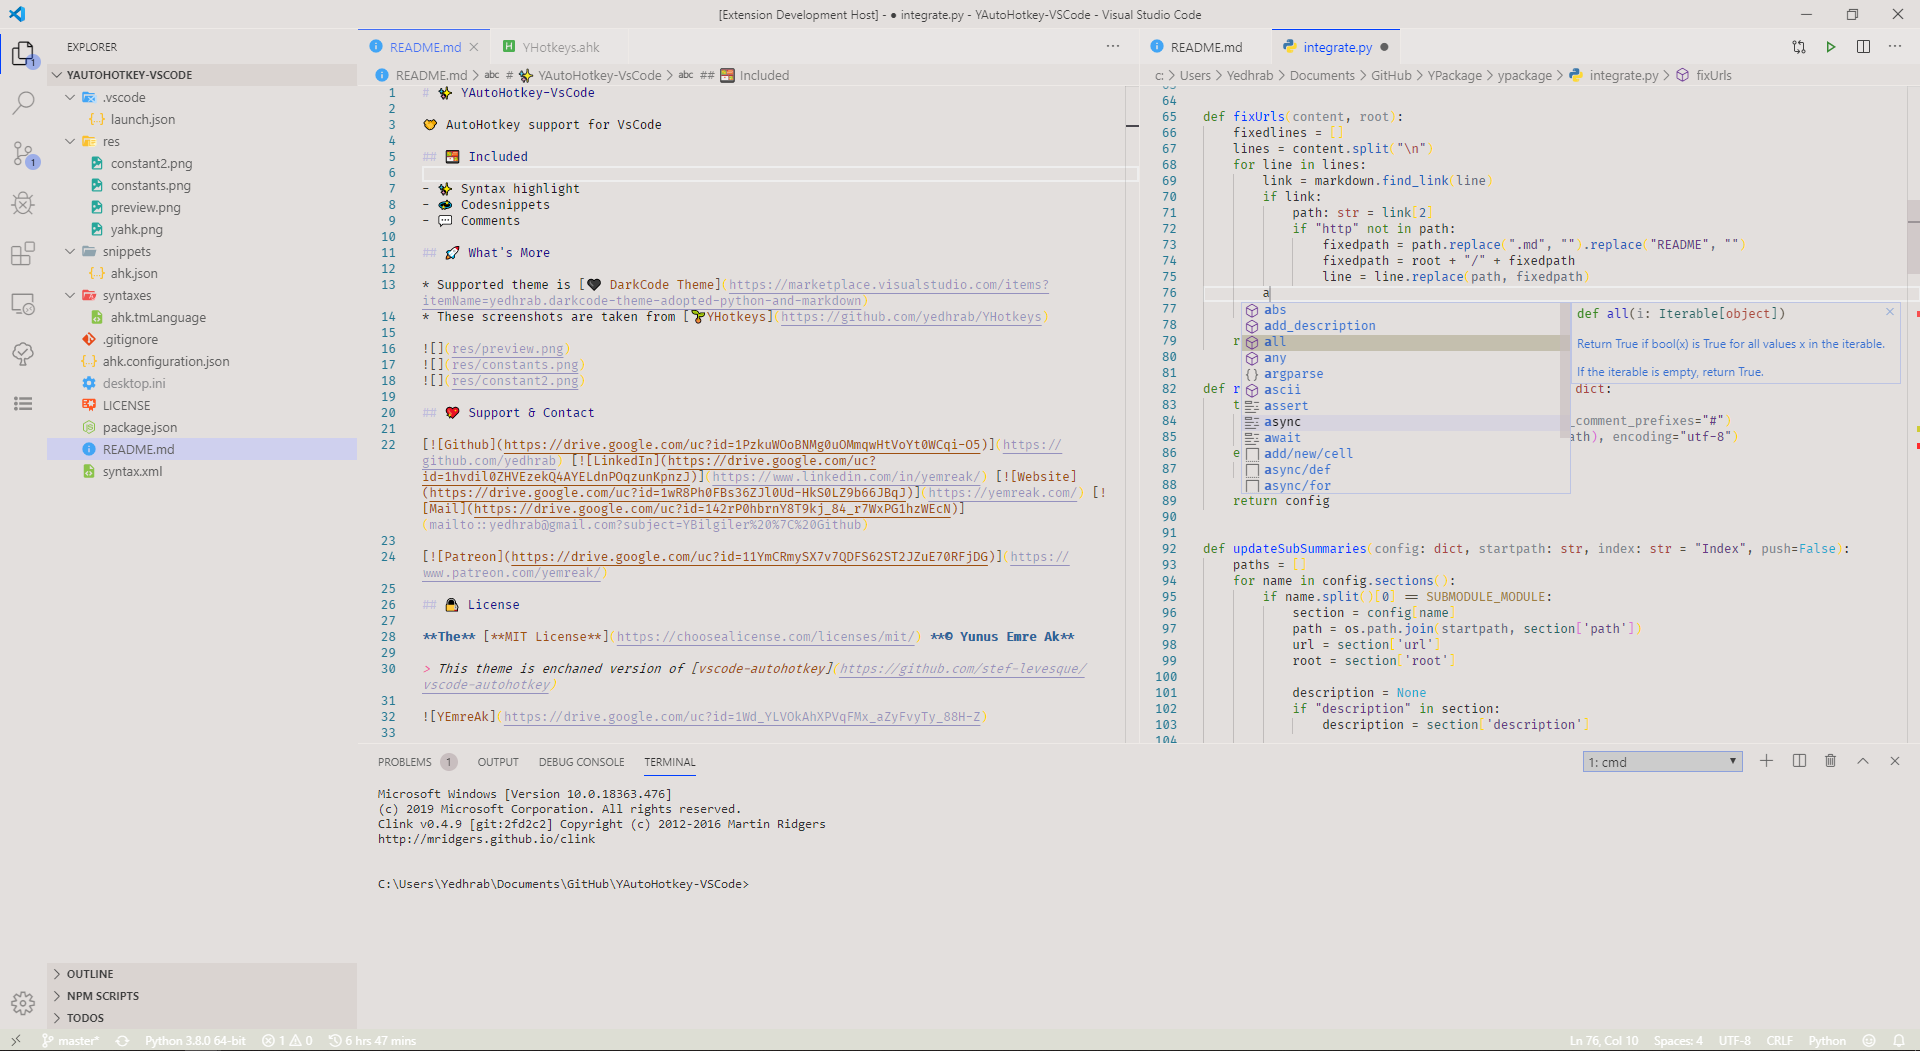 [Extension Development Host] - ● integrate.py - YAutoHotkey-VSCode - Visual Studio Code
EXPLORER
YAUTOHOTKEY-VSCODE
.vscode
launch.json
res
constant2.png
constants.png
preview.png
yahk.png
snippets
ahk.json
syntaxes
ahk.tmLanguage
.gitignore
ahk.configuration.json
desktop.ini
LICENSE
package.json
README.md
syntax.xml
OUTLINE
NPM SCRIPTS
TODOS
README.md
YHotkeys.ahk
README.md > abc # ✨ YAutoHotkey-VsCode > abc ## 🍱 Included
1 # ✨ YAutoHotkey-VsCode
2
3 AutoHotkey support for VsCode
4
5 ## 🍱 Included
6
7 - ✨ Syntax highlight
8 - Codesnippets
9 - 💬 Comments
10
11 ## 🚀 What's More
12
13 * Supported theme is [🖤 DarkCode Theme](https://marketplace.visualstudio.com/items?
itemName=yedhrab.darkcode-theme-adopted-python-and-markdown)
14 * These screenshots are taken from [YHotkeys](https://github.com/yedhrab/YHotkeys)
15
16 ![](res/preview.png)
17 ![](res/constants.png)
18 ![](res/constant2.png)
19
20 ## 💖 Support & Contact
21
22 [![Github](https://drive.google.com/uc?id=1PzkuWOoBNMg0uOMmqwHtVoYt0WCqi-O5)](https://
github.com/yedhrab) [![LinkedIn](https://drive.google.com/uc?
id=1hvdil0ZHVEzekQ4AYELdnPOqzunKpnzJ)](https://www.linkedin.com/in/yemreak/) [![Website]
(https://drive.google.com/uc?id=1wR8Ph0FBs36ZJl0Ud-HkS0LZ9b66JBqJ)](https://yemreak.com/) [!
[Mail](https://drive.google.com/uc?id=142rP0hbrnY8T9kj_84_r7WxPG1hzWEcN)]
(mailto::yedhrab@gmail.com?subject=YBilgiler%20%7C%20Github)
23
24 [![Patreon](https://drive.google.com/uc?id=11YmCRmySX7v7QDFS62ST2JZuE70RFjDG)](https://
www.patreon.com/yemreak/)
25
26 ## 🔏 License
27
28 **The** [**MIT License**](https://choosealicense.com/licenses/mit/) **© Yunus Emre Ak**
29
30 > This theme is enchaned version of [vscode-autohotkey](https://github.com/stef-levesque/
vscode-autohotkey)
31
32 ![YEmreAk](https://drive.google.com/uc?id=1Wd_YLVOkAhXPVqFMx_aZyFvyTy_88H-Z)
33
README.md
integrate.py ●
c: > Users > Yedhrab > Documents > GitHub > YPackage > ypackage > integrate.py > fixUrls
63
64
65 def fixUrls(content, root):
66 fixedlines = []
67 lines = content.split("\n")
68 for line in lines:
69 link = markdown.find_link(line)
70 if link:
71 path: str = link[2]
72 if "http" not in path:
73 fixedpath = path.replace(".md", "").replace("README", "")
74 fixedpath = root + "/" + fixedpath
75 line = line.replace(path, fixedpath)
76 a
77 abs
78 add_description
79 r all
80 any
81 argparse
82 def r ascii dict:
83 t assert
84 async _comment_prefixes="#")
85 await ath), encoding="utf-8")
86 e add/new/cell
87 async/def
88 async/for
def all(i: Iterable[object])
Return True if bool(x) is True for all values x in the iterable.
If the iterable is empty, return True.
89 return config
90
91
92 def updateSubSummaries(config: dict, startpath: str, index: str = "Index", push=False):
93 paths = []
94 for name in config.sections():
95 if name.split()[0] == SUBMODULE_MODULE:
96 section = config[name]
97 path = os.path.join(startpath, section['path'])
98 url = section['url']
99 root = section['root']
100
101 description = None
102 if "description" in section:
103 description = section['description']
104
PROBLEMS 1 OUTPUT DEBUG CONSOLE TERMINAL
1: cmd
Microsoft Windows [Version 10.0.18363.476]
(c) 2019 Microsoft Corporation. All rights reserved.
Clink v0.4.9 [git:2fd2c2] Copyright (c) 2012-2016 Martin Ridgers
http://mridgers.github.io/clink
C:\Users\Yedhrab\Documents\GitHub\YAutoHotkey-VSCode>
master* Python 3.8.0 64-bit 1 0 6 hrs 47 mins
Ln 76, Col 10 Spaces: 4 UTF-8 CRLF Python